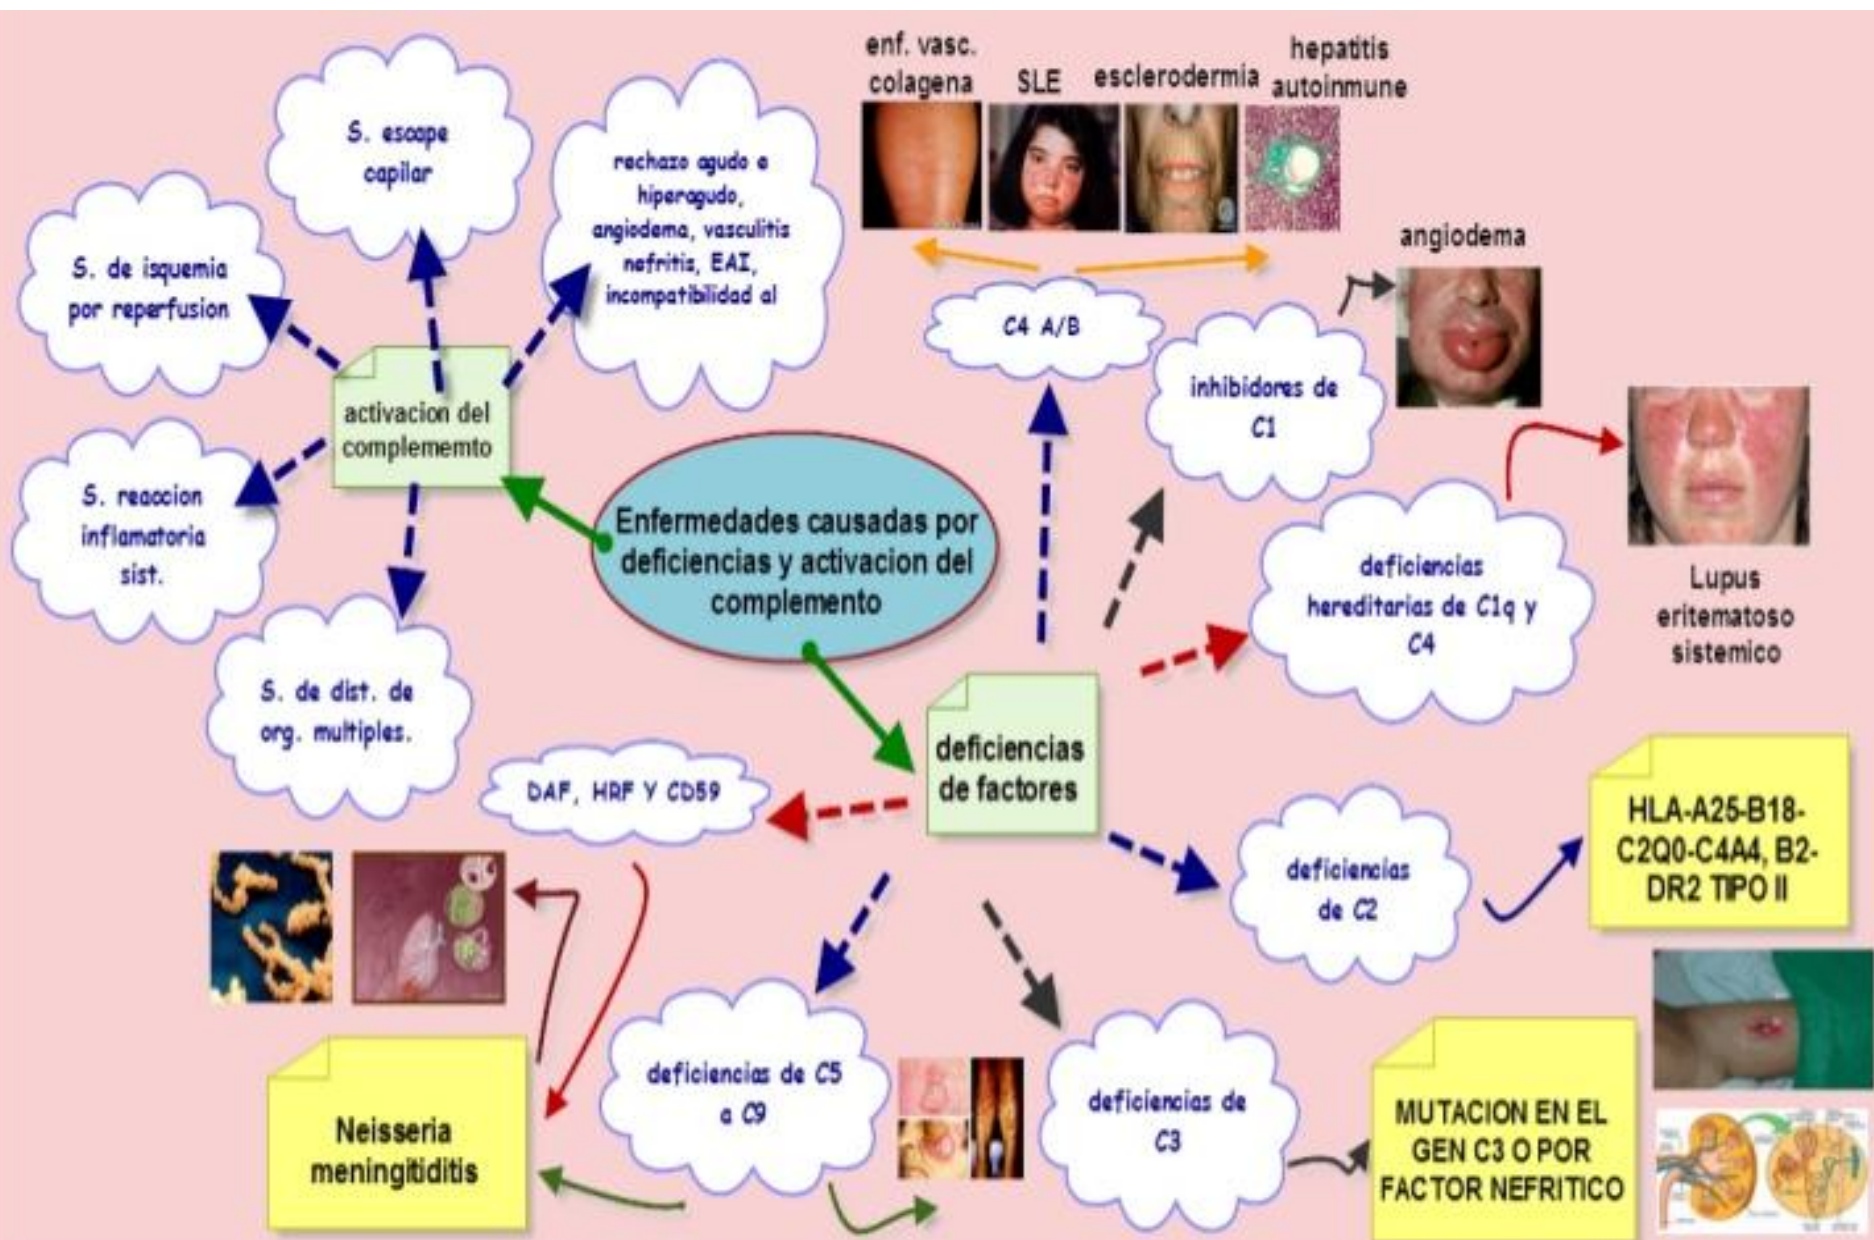 enf. vasc.
colagena
SLE
esclerodermia
hepatitis
autoinmune
S. escape
capilar
rechazo agudo e
hiperagudo,
angiodema, vasculitis
nefritis, EAI,
incompatibilidad al
S. de isquemia
por reperfusion
angiodema
C4 A/B
inhibidores de
C1
activacion del
complememto
S. reaccion
inflamatoria
sist.
Enfermedades causadas por
deficiencias y activacion del
complemento
deficiencias
hereditarias de C1q y
C4
Lupus
eritematoso
sistemico
S. de dist. de
org. multiples.
deficiencias
de factores
DAF, HRF Y CD59
HLA-A25-B18-
C2Q0-C4A4, B2-
DR2 TIPO II
deficiencias
de C2
deficiencias de C5
a C9
deficiencias de
C3
Neisseria
meningitiditis
MUTACION EN EL
GEN C3 O POR
FACTOR NEFRITICO